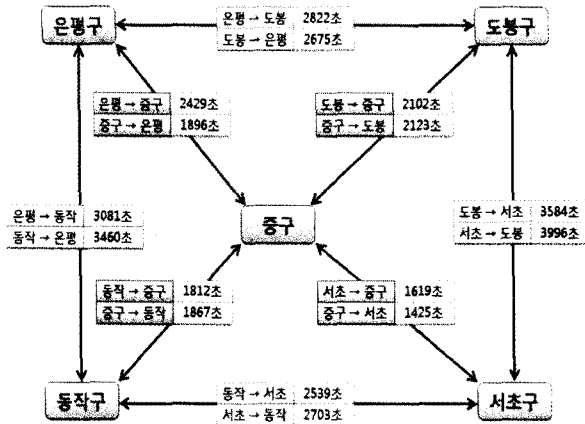 은평구
은평 → 도봉 2822초
도봉 → 은평 2675초
도봉구
은평 → 중구 2429초
중구 → 은평 1896초
도봉 → 중구 2102초
중구 → 도봉 2123초
은평 → 동작 3081초
동작 → 은평 3460초
중구
도봉 → 서초 3584초
서초 → 도봉 3996초
동작 → 중구 1812초
중구 → 동작 1867초
서초 → 중구 1619초
중구 → 서초 1425초
동작구
동작 → 서초 2539초
서초 → 동작 2703초
서초구